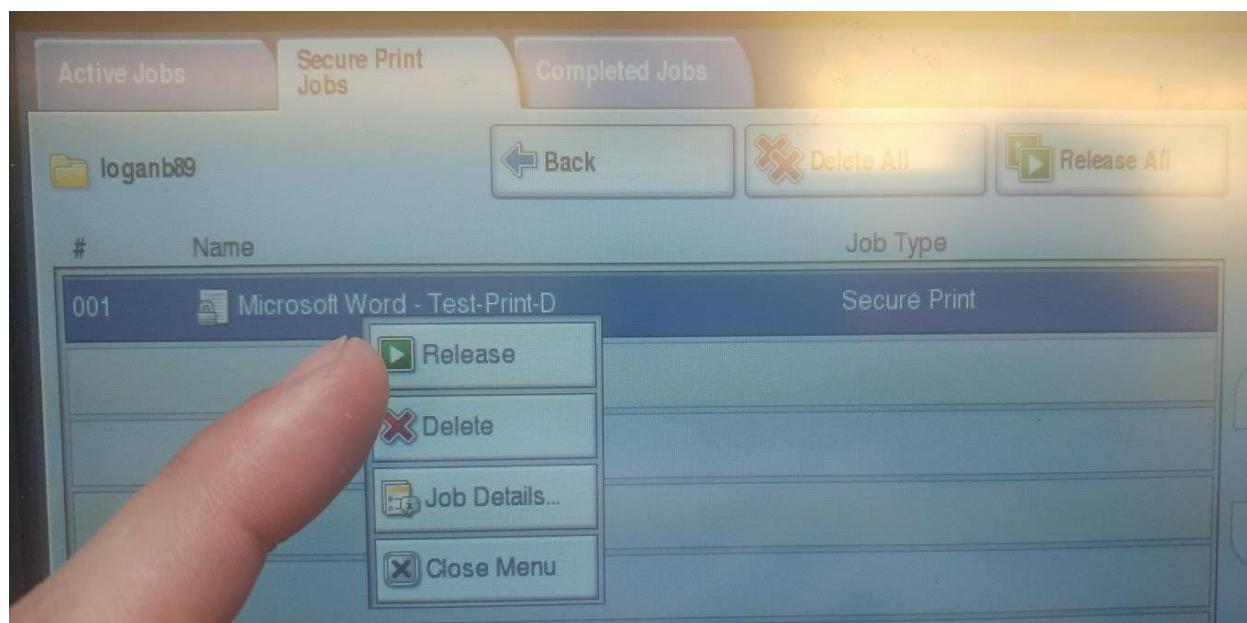 Active Jobs
Secure Print
Jobs
Completed Jobs
loganb89
Back
Delete All
Release All
# Name Job Type
001 Microsoft Word - Test-Print-D Secure Print
Release
Delete
Job Details...
Close Menu